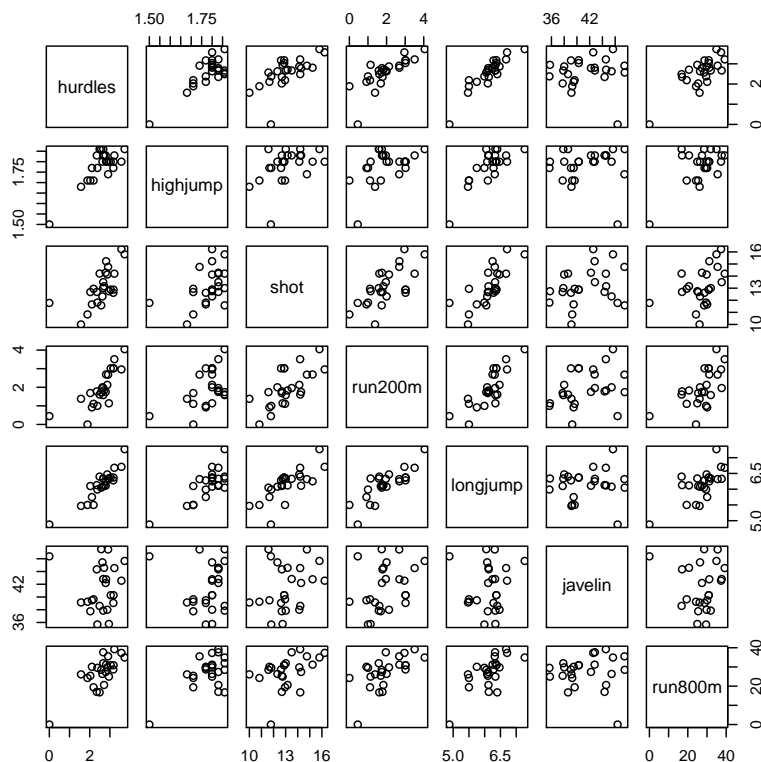 1.50 1.75 0 2 4 36 42
hurdles 0 2
1.50 1.75 highjump
shot 10 13 16
0 2 4 run200m
longjump 5.0 6.5
36 42 javelin
run800m 0 20 40
0 2 10 13 16 5.0 6.5 0 20 40